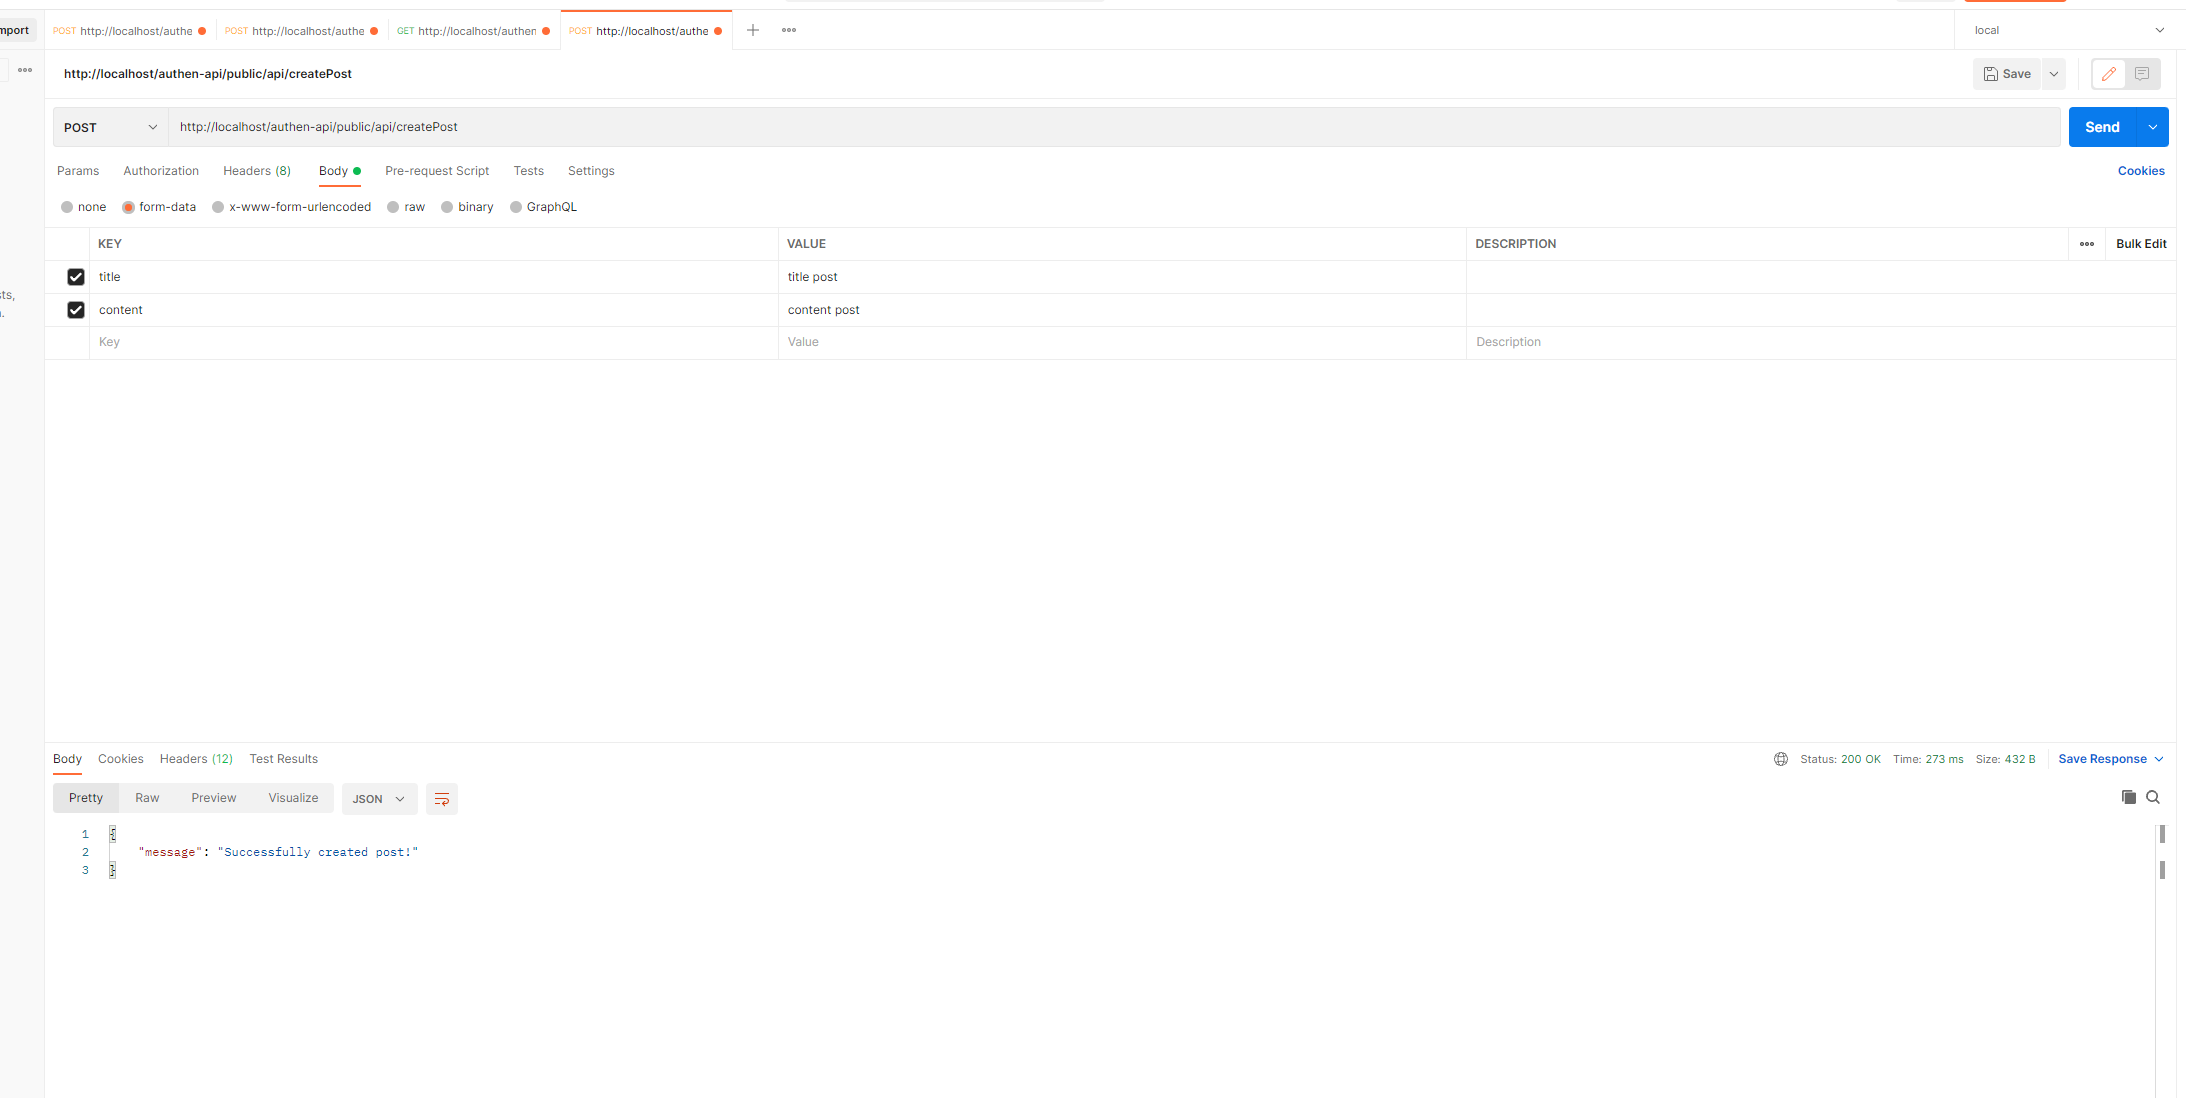 mport
POST http://localhost/authe
POST http://localhost/authe
GET http://localhost/authen
POST http://localhost/authe
local
http://localhost/authen-api/public/api/createPost
Save
POST
http://localhost/authen-api/public/api/createPost
Send
Params Authorization Headers (8) Body Pre-request Script Tests Settings Cookies
none form-data x-www-form-urlencoded raw binary GraphQL
KEY VALUE DESCRIPTION Bulk Edit
title title post
content content post
Key Value Description
sts,
Body Cookies Headers (12) Test Results Status: 200 OK Time: 273 ms Size: 432 B Save Response
Pretty Raw Preview Visualize JSON
1 {
2 "message": "Successfully created post!"
3 }